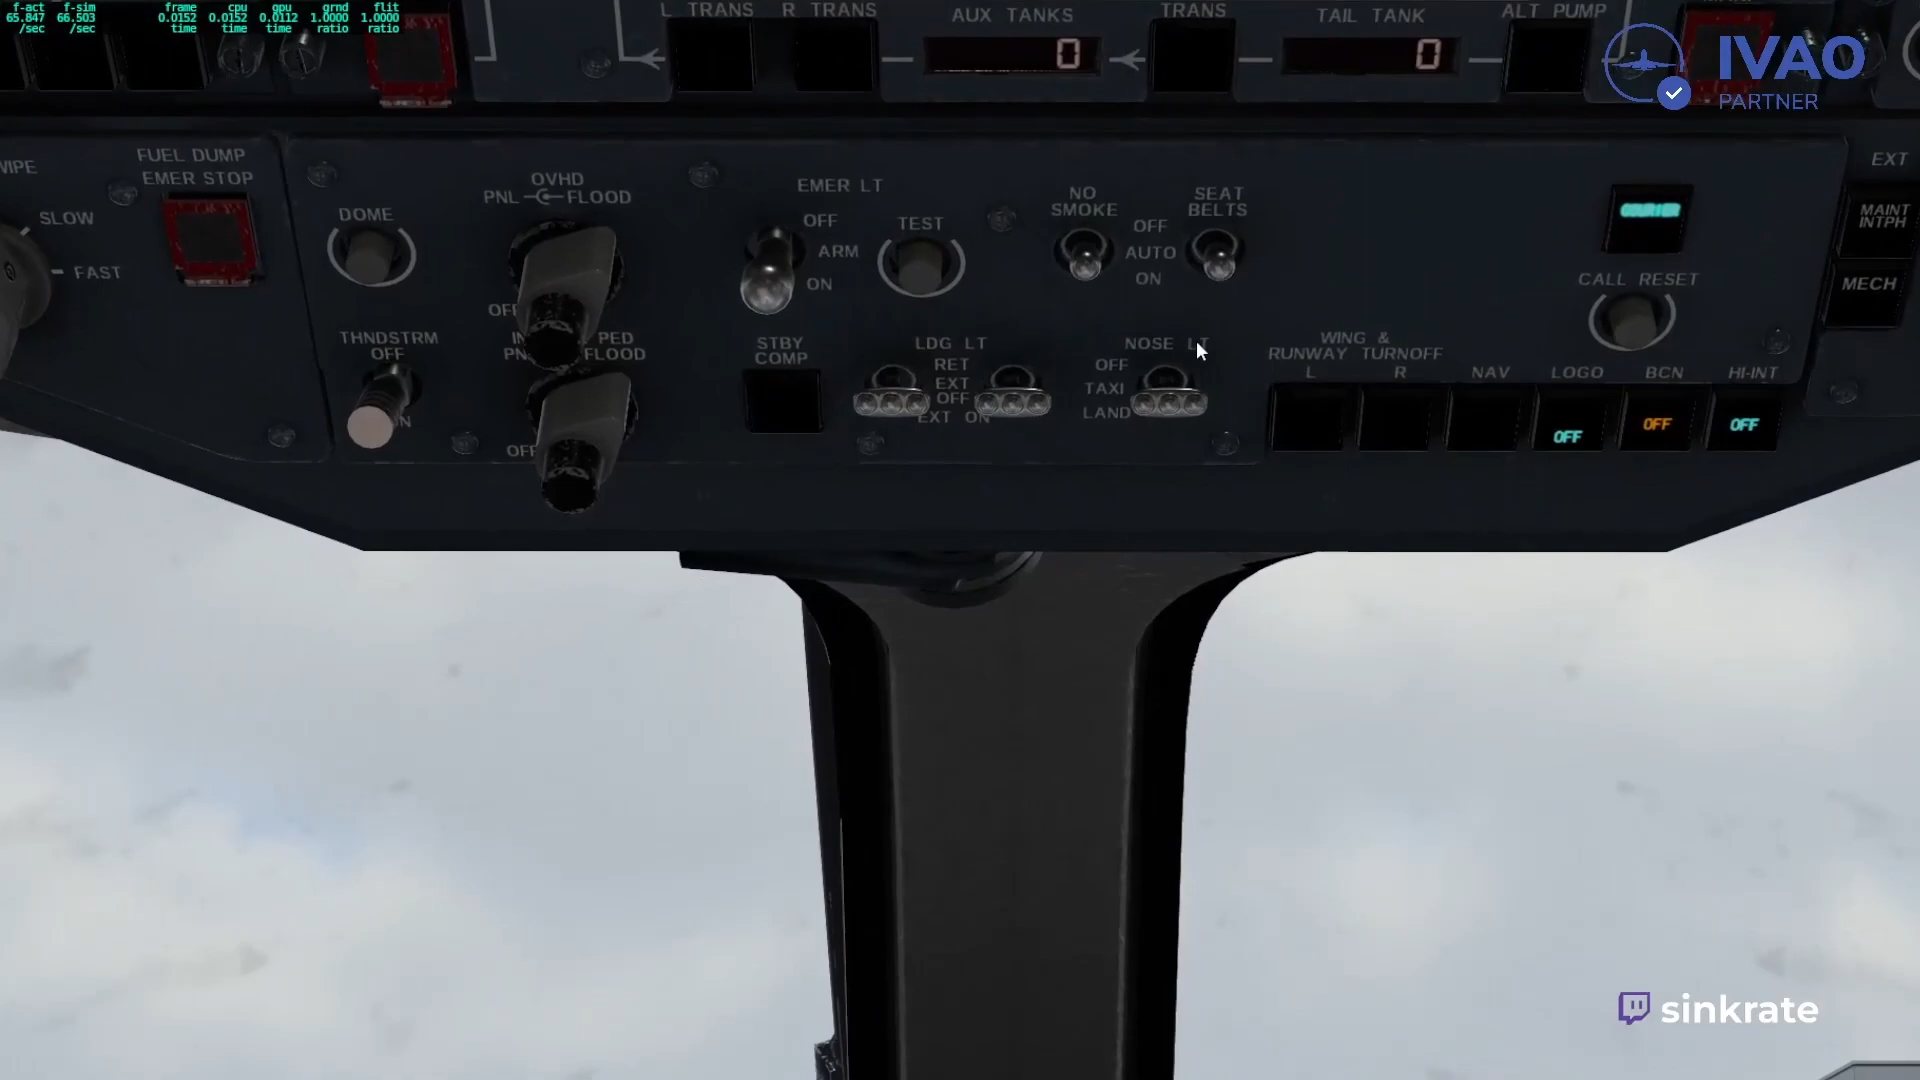 f-act f-sim frame cpu gpu grnd flit
65.847 66.503 0.0152 0.0152 0.0112 1.0000 1.0000
/sec /sec time time time ratio ratio
L TRANS R TRANS AUX TANKS TRANS TAIL TANK ALT PUMP
0 0
IVAO
PARTNER
WIPE
SLOW
FAST
FUEL DUMP
EMER STOP
DOME
OVHD
PNL FLOOD
OFF
THNDSTRM
OFF
PED
FLOOD
OFF
EMER LT
OFF
ARM
ON
TEST
NO
SMOKE
OFF
AUTO
ON
SEAT
BELTS
STBY
COMP
LDG LT
RET
EXT
OFF
EXT ON
NOSE LT
OFF
TAXI
LAND
WING &
RUNWAY TURNOFF
L R NAV LOGO BCN HI-INT
OFF OFF OFF
COURIER
CALL RESET
EXT
MAINT
INTPH
MECH
sinkrate